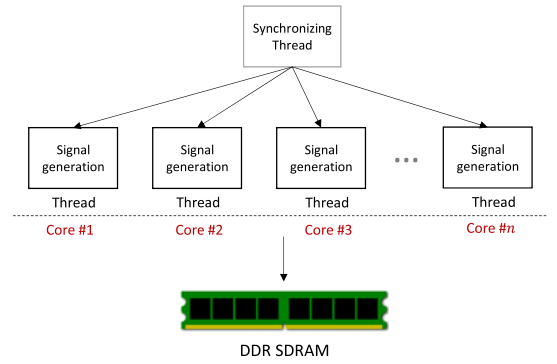 Synchronizing
Thread
Signal
generation
Signal
generation
Signal
generation
...
Signal
generation
Thread
Thread
Thread
Thread
Core #1
Core #2
Core #3
Core #n
DDR SDRAM